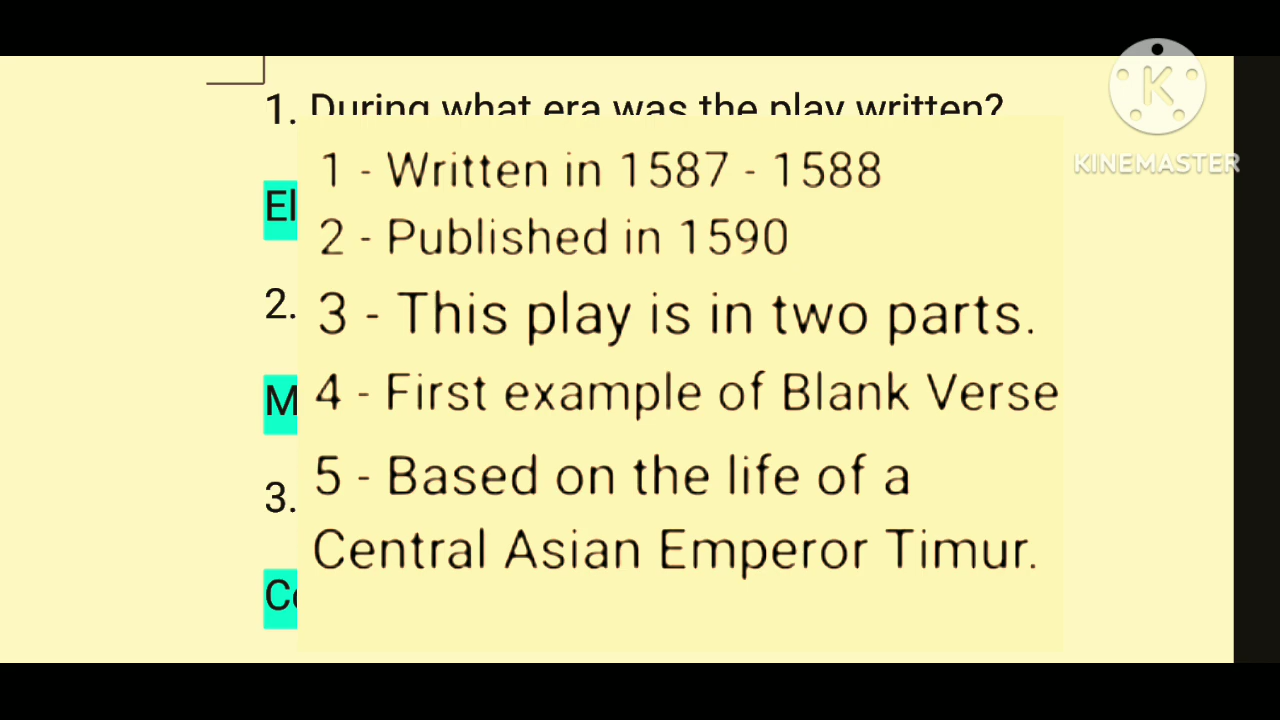 1. During what era was the play written?
1 - Written in 1587 - 1588
El
2 - Published in 1590
2.
3 - This play is in two parts.
M
4 - First example of Blank Verse
3.
5 - Based on the life of a
Central Asian Emperor Timur.
C
K
KINEMASTER